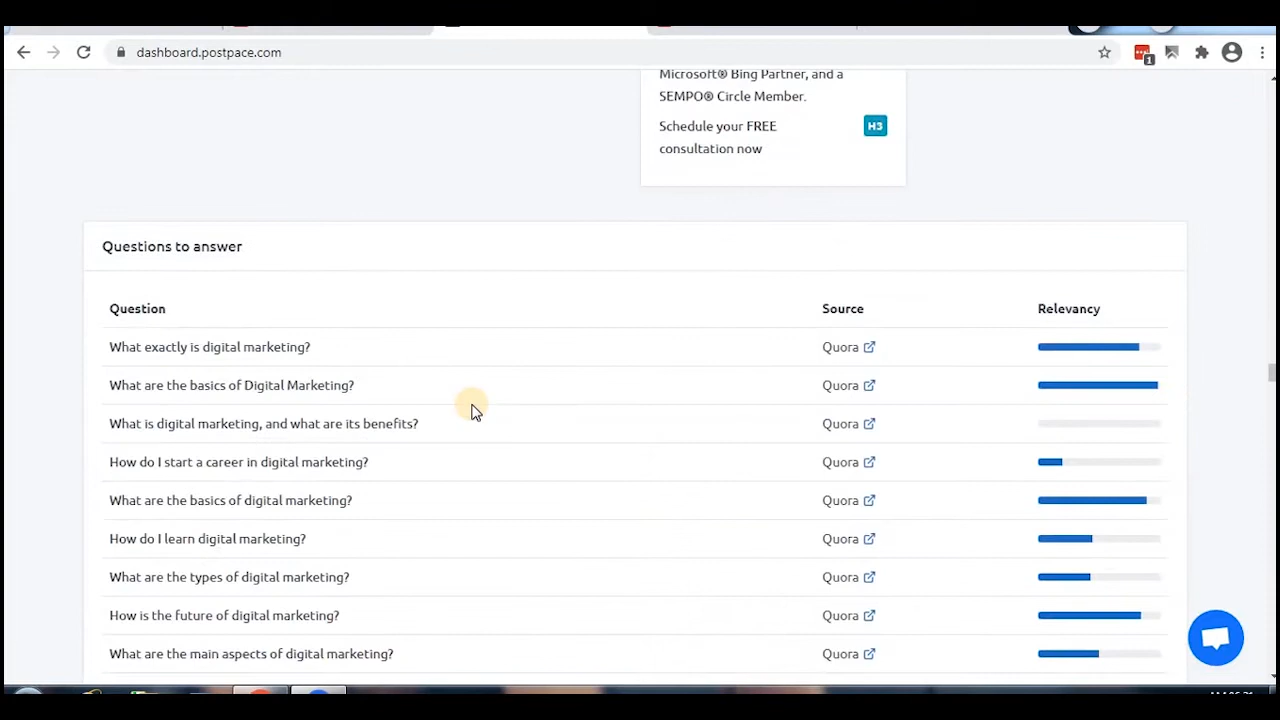 dashboard.postpace.com
1
Microsoft® Bing Partner, and a
SEMPO® Circle Member.
Schedule your FREE H3
consultation now
Questions to answer
Question Source Relevancy
What exactly is digital marketing? Quora
What are the basics of Digital Marketing? Quora
What is digital marketing, and what are its benefits? Quora
How do I start a career in digital marketing? Quora
What are the basics of digital marketing? Quora
How do I learn digital marketing? Quora
What are the types of digital marketing? Quora
How is the future of digital marketing? Quora
What are the main aspects of digital marketing? Quora